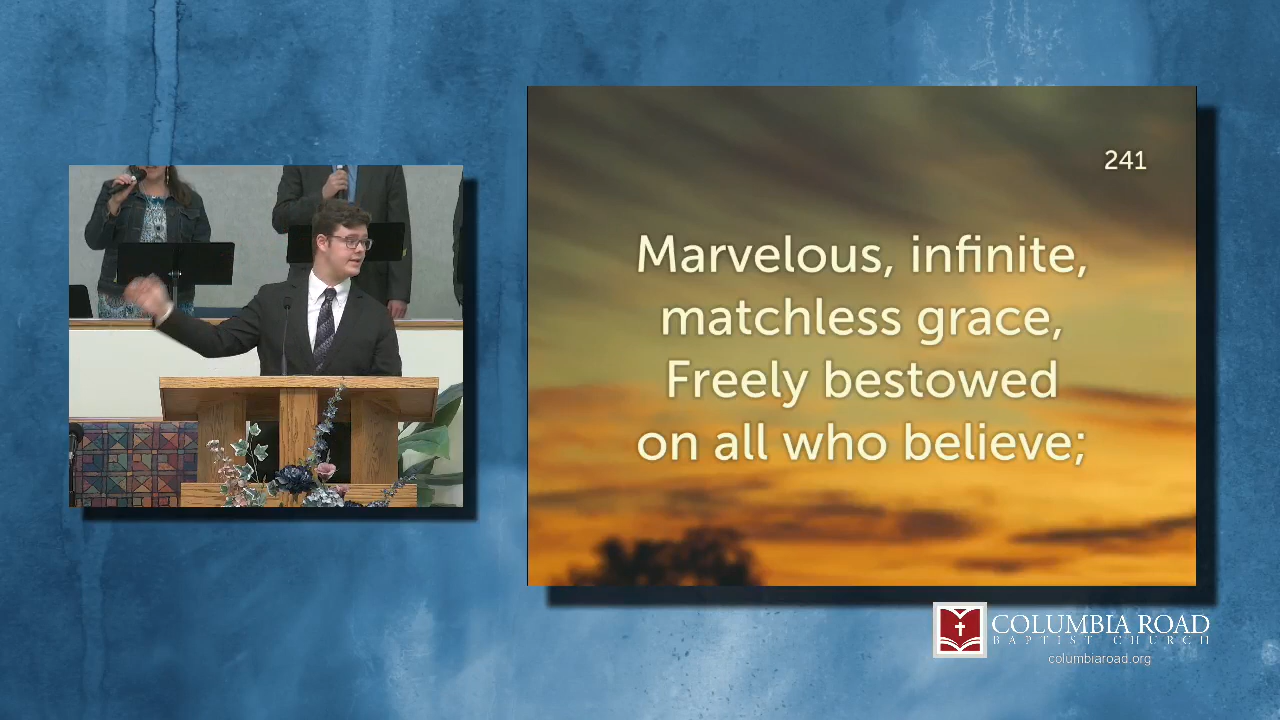 241
Marvelous, infinite,
matchless grace,
Freely bestowed
on all who believe;
COLUMBIA ROAD
BAPTIST CHURCH
columbiaroad.org